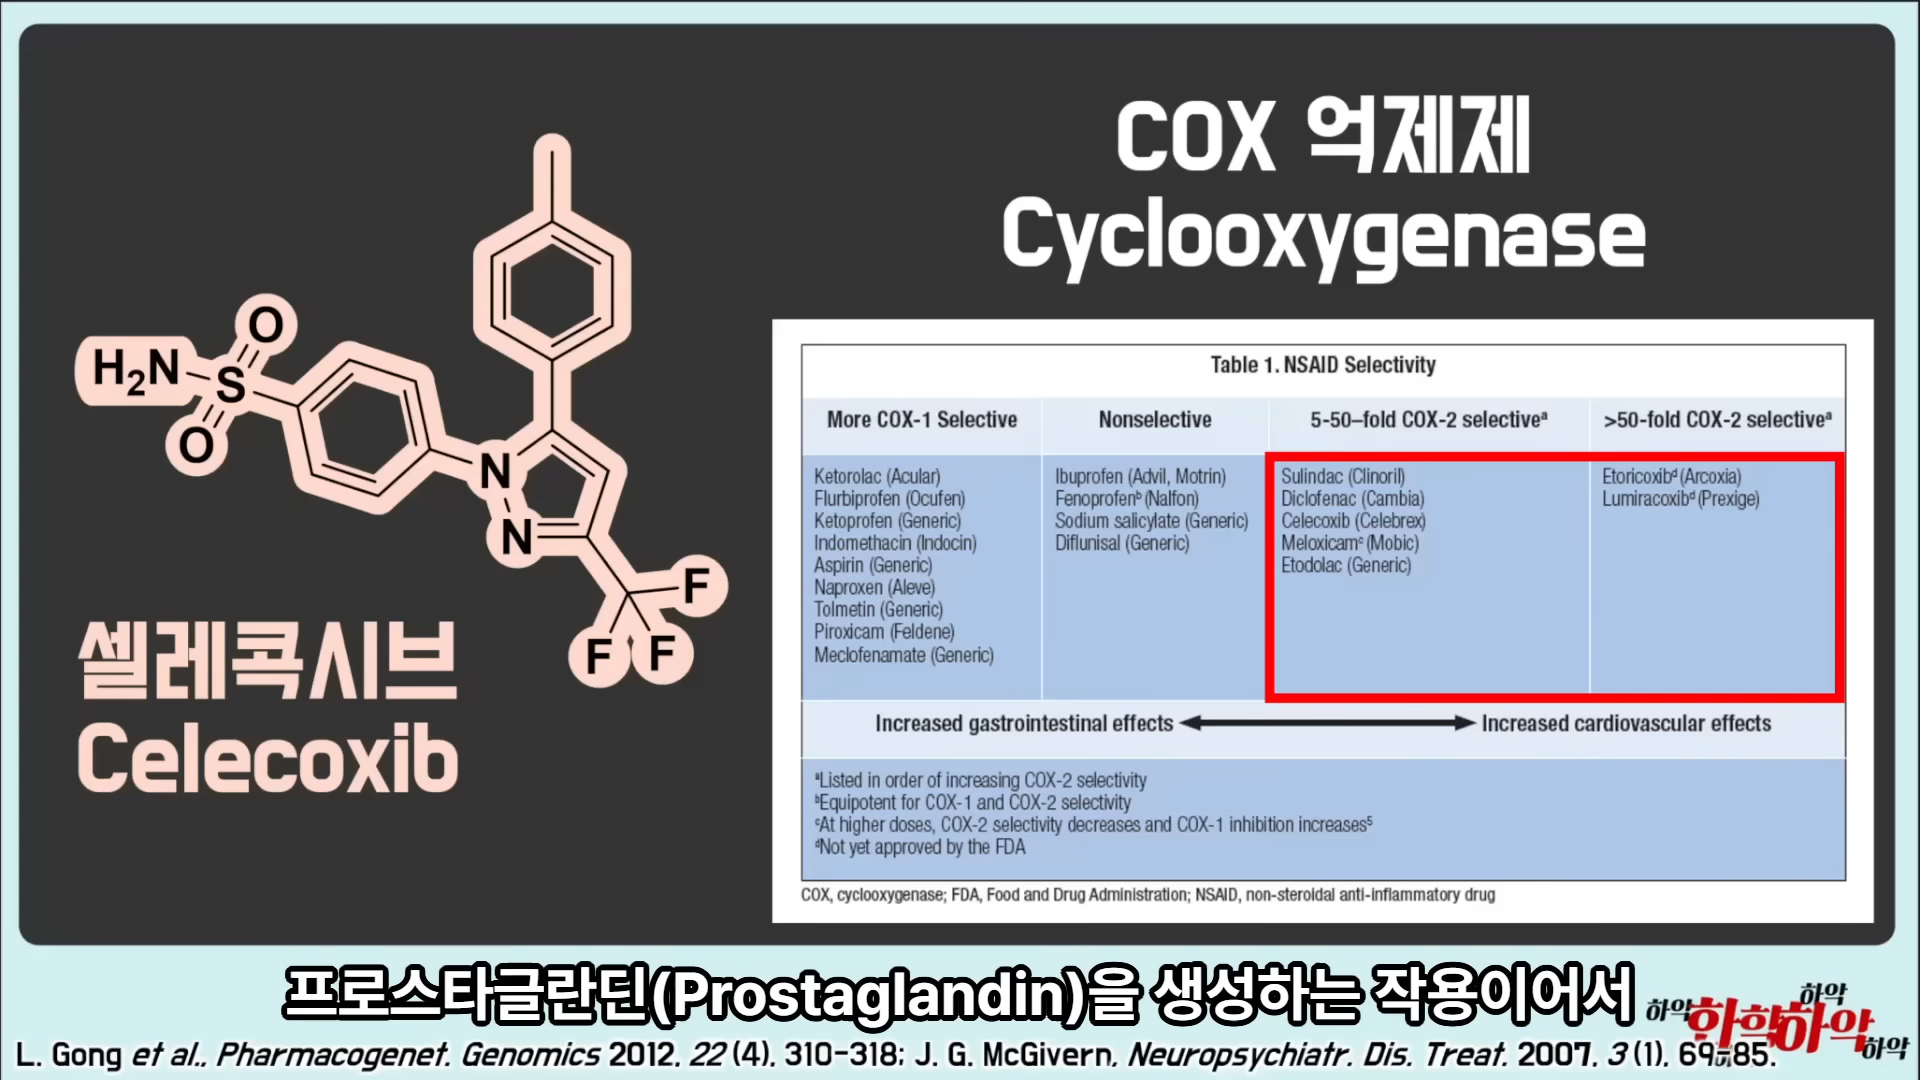 COX 억제제
Cyclooxygenase
H₂N
S
O
O
N
N
F
F
F
셀레콕시브
Celecoxib
Table 1. NSAID Selectivity
More COX-1 Selective Nonselective 5-50–fold COX-2 selectiveᵃ >50-fold COX-2 selectiveᵃ
Ketorolac (Acular)
Flurbiprofen (Ocufen)
Ketoprofen (Generic)
Indomethacin (Indocin)
Aspirin (Generic)
Naproxen (Aleve)
Tolmetin (Generic)
Piroxicam (Feldene)
Meclofenamate (Generic)
Ibuprofen (Advil, Motrin)
Fenoprofenᵇ (Nalfon)
Sodium salicylate (Generic)
Diflunisal (Generic)
Sulindac (Clinoril)
Diclofenac (Cambia)
Celecoxib (Celebrex)
Meloxicamᶜ (Mobic)
Etodolac (Generic)
Etoricoxibᵈ (Arcoxia)
Lumiracoxibᵈ (Prexige)
Increased gastrointestinal effects Increased cardiovascular effects
ᵃListed in order of increasing COX-2 selectivity
ᵇEquipotent for COX-1 and COX-2 selectivity
ᶜAt higher doses, COX-2 selectivity decreases and COX-1 inhibition increases⁵
ᵈNot yet approved by the FDA
COX, cyclooxygenase; FDA, Food and Drug Administration; NSAID, non-steroidal anti-inflammatory drug
프로스타글란딘(Prostaglandin)을 생성하는 작용이어서
L. Gong et al., Pharmacogenet. Genomics 2012, 22 (4), 310-318; J. G. McGivern, Neuropsychiatr. Dis. Treat. 2007, 3 (1), 69-85.
하악
하악
하학하악
하악